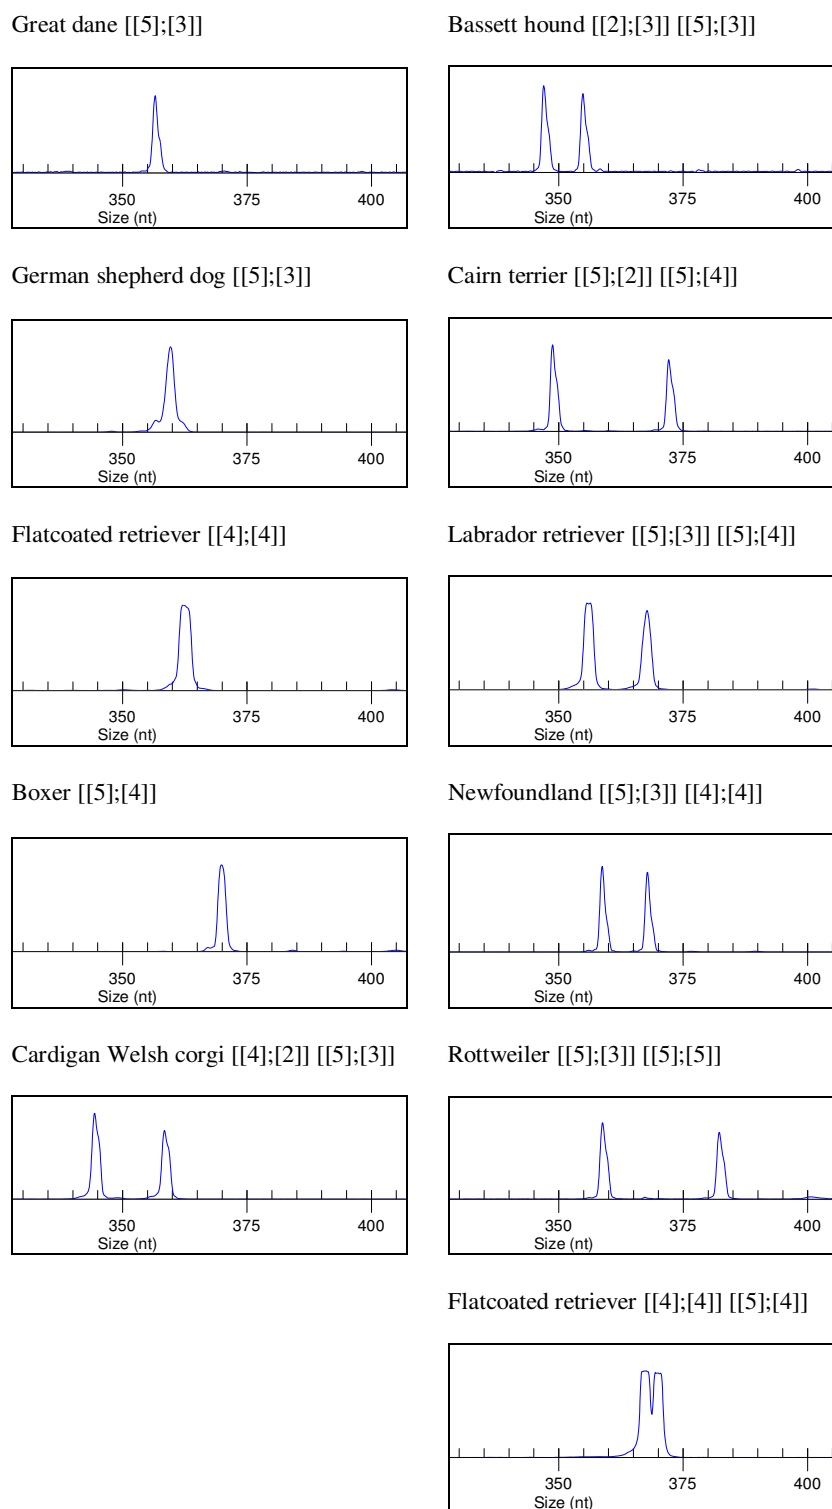 Great dane [[5];[3]]
Bassett hound [[2];[3]] [[5];[3]]
350 375 400
Size (nt)
350 375 400
Size (nt)
German shepherd dog [[5];[3]]
Cairn terrier [[5];[2]] [[5];[4]]
350 375 400
Size (nt)
350 375 400
Size (nt)
Flatcoated retriever [[4];[4]]
Labrador retriever [[5];[3]] [[5];[4]]
350 375 400
Size (nt)
350 375 400
Size (nt)
Boxer [[5];[4]]
Newfoundland [[5];[3]] [[4];[4]]
350 375 400
Size (nt)
350 375 400
Size (nt)
Cardigan Welsh corgi [[4];[2]] [[5];[3]]
Rottweiler [[5];[3]] [[5];[5]]
350 375 400
Size (nt)
350 375 400
Size (nt)
Flatcoated retriever [[4];[4]] [[5];[4]]
350 375 400
Size (nt)